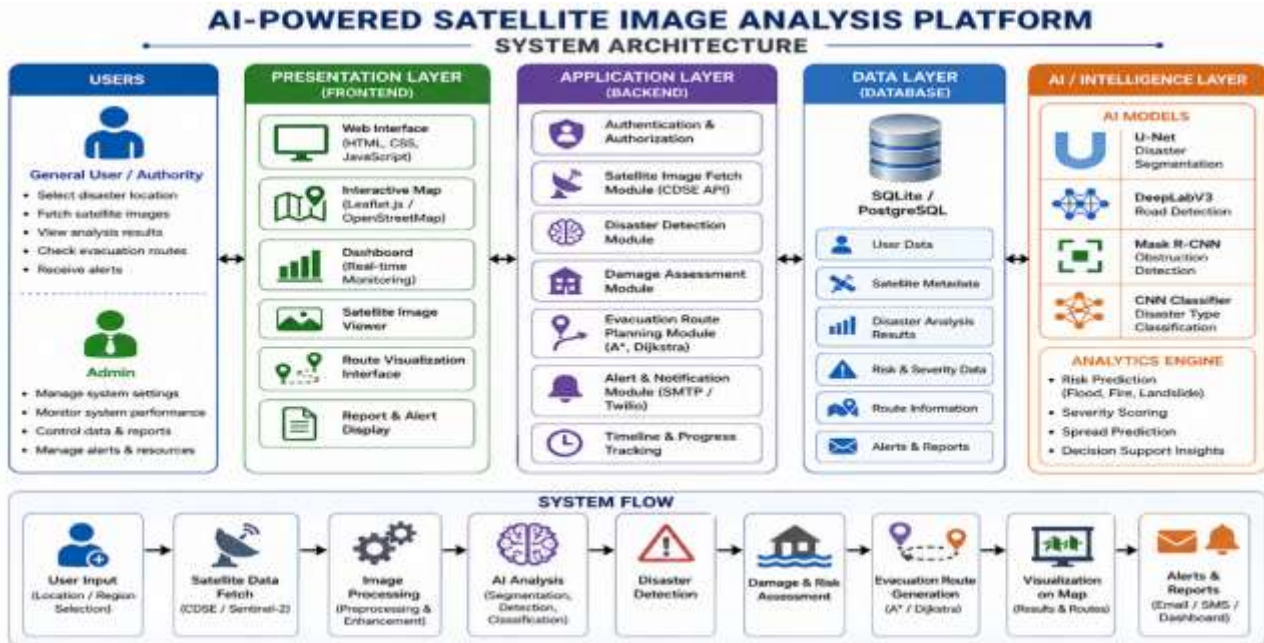 AI-POWERED SATELLITE IMAGE ANALYSIS PLATFORM
SYSTEM ARCHITECTURE
USERS
General User / Authority
• Select disaster location
• Fetch satellite images
• View analysis results
• Check evacuation routes
• Receive alerts
Admin
• Manage system settings
• Monitor system performance
• Control data & reports
• Manage alerts & resources
PRESENTATION LAYER
(FRONTEND)
Web Interface
(HTML, CSS,
JavaScript)
Interactive Map
(Leaflet.js /
OpenStreetMap)
Dashboard
(Real-time
Monitoring)
Satellite Image
Viewer
Route Visualization
Interface
Report & Alert
Display
APPLICATION LAYER
(BACKEND)
Authentication &
Authorization
Satellite Image Fetch
Module (CDSE API)
Disaster Detection
Module
Damage Assessment
Module
Evacuation Route
Planning Module
(A*, Dijkstra)
Alert & Notification
Module (SMTP /
Twilio)
Timeline & Progress
Tracking
DATA LAYER
(DATABASE)
SQLite /
PostgreSQL
User Data
Satellite Metadata
Disaster Analysis
Results
Risk & Severity Data
Route Information
Alerts & Reports
AI / INTELLIGENCE LAYER
AI MODELS
U-Net
Disaster
Segmentation
DeepLabV3
Road Detection
Mask R-CNN
Obstruction
Detection
CNN Classifier
Disaster Type
Classification
ANALYTICS ENGINE
• Risk Prediction
(Flood, Fire, Landslide)
• Severity Scoring
• Spread Prediction
• Decision Support Insights
SYSTEM FLOW
User Input
(Location / Region
Selection)
Satellite Data
Fetch
(CDSE / Sentinel-2)
Image
Processing
(Preprocessing &
Enhancement)
AI Analysis
(Segmentation,
Detection,
Classification)
Disaster
Detection
Damage & Risk
Assessment
Evacuation Route
Generation
(A* / Dijkstra)
Visualization
on Map
(Results & Routes)
Alerts &
Reports
(Email / SMS /
Dashboard)